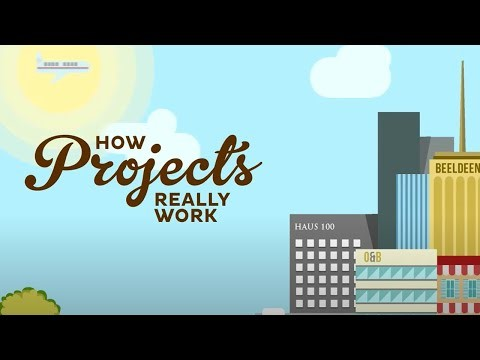 HOW
Projects
REALLY
WORK
HAUS 100
BEELDEEN
O&B